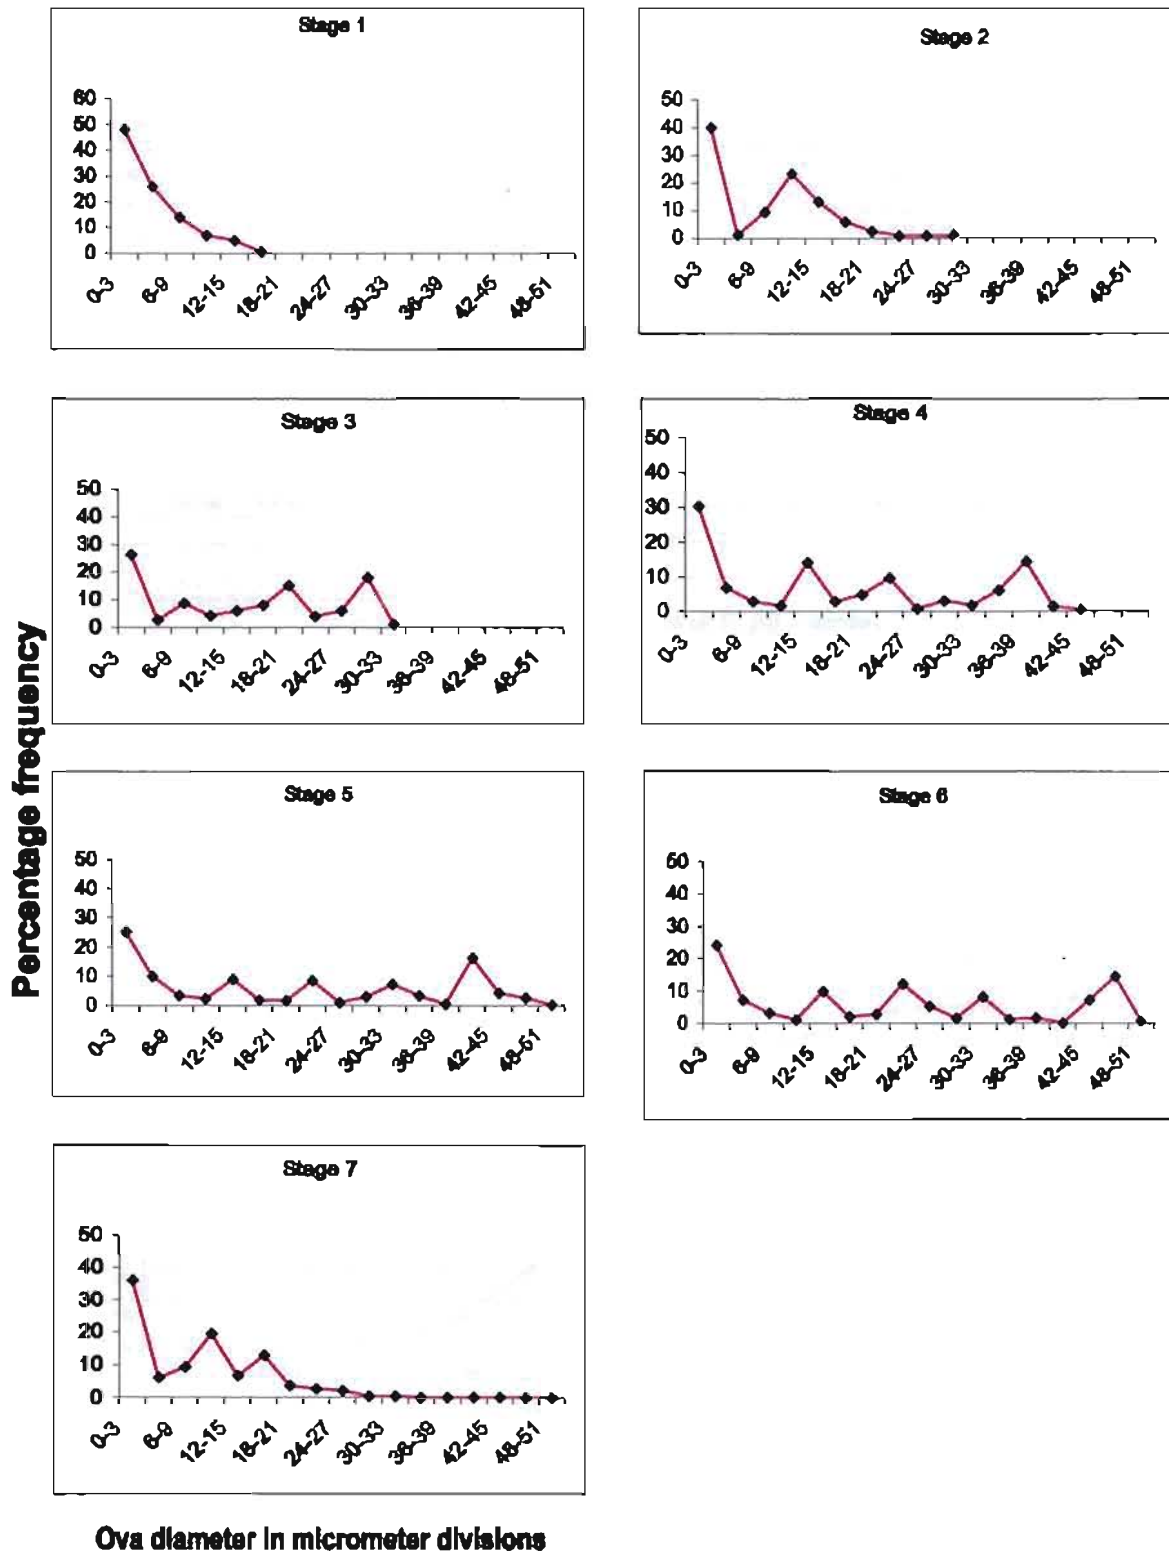 Stage 1
60
50
40
30
20
10
0
0-3 6-9 12-15 18-21 24-27 30-33 36-39 42-45 48-51
Stage 2
50
40
30
20
10
0
0-3 6-9 12-15 18-21 24-27 30-33 36-39 42-45 48-51
Stage 3
50
40
30
20
10
0
0-3 6-9 12-15 18-21 24-27 30-33 36-39 42-45 48-51
Stage 4
50
40
30
20
10
0
0-3 6-9 12-15 18-21 24-27 30-33 36-39 42-45 48-51
Percentage frequency
Stage 5
50
40
30
20
10
0
0-3 6-9 12-15 18-21 24-27 30-33 36-39 42-45 48-51
Stage 6
50
40
30
20
10
0
0-3 6-9 12-15 18-21 24-27 30-33 36-39 42-45 48-51
Stage 7
50
40
30
20
10
0
0-3 6-9 12-15 18-21 24-27 30-33 36-39 42-45 48-51
Ova diameter in micrometer divisions